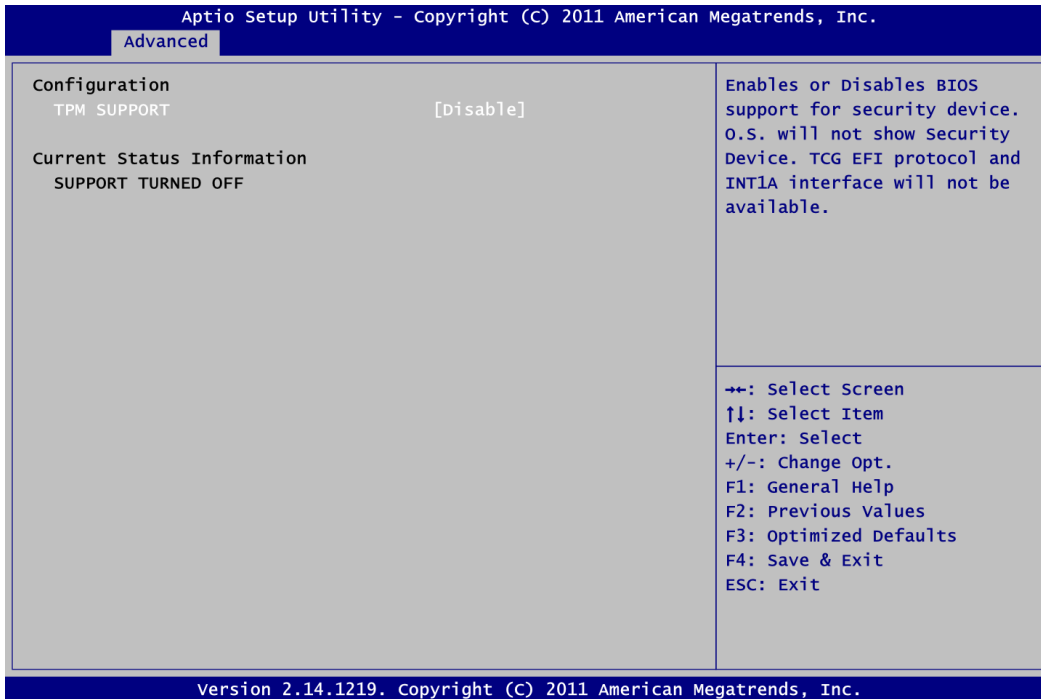 Aptio Setup Utility - Copyright (C) 2011 American Megatrends, Inc.
Advanced
Configuration
TPM SUPPORT [Disable]
Current Status Information
SUPPORT TURNED OFF
Enables or Disables BIOS
support for security device.
O.S. will not show Security
Device. TCG EFI protocol and
INT1A interface will not be
available.
→←: Select Screen
↑↓: Select Item
Enter: Select
+/-: Change Opt.
F1: General Help
F2: Previous Values
F3: Optimized Defaults
F4: Save & Exit
ESC: Exit
Version 2.14.1219. Copyright (C) 2011 American Megatrends, Inc.